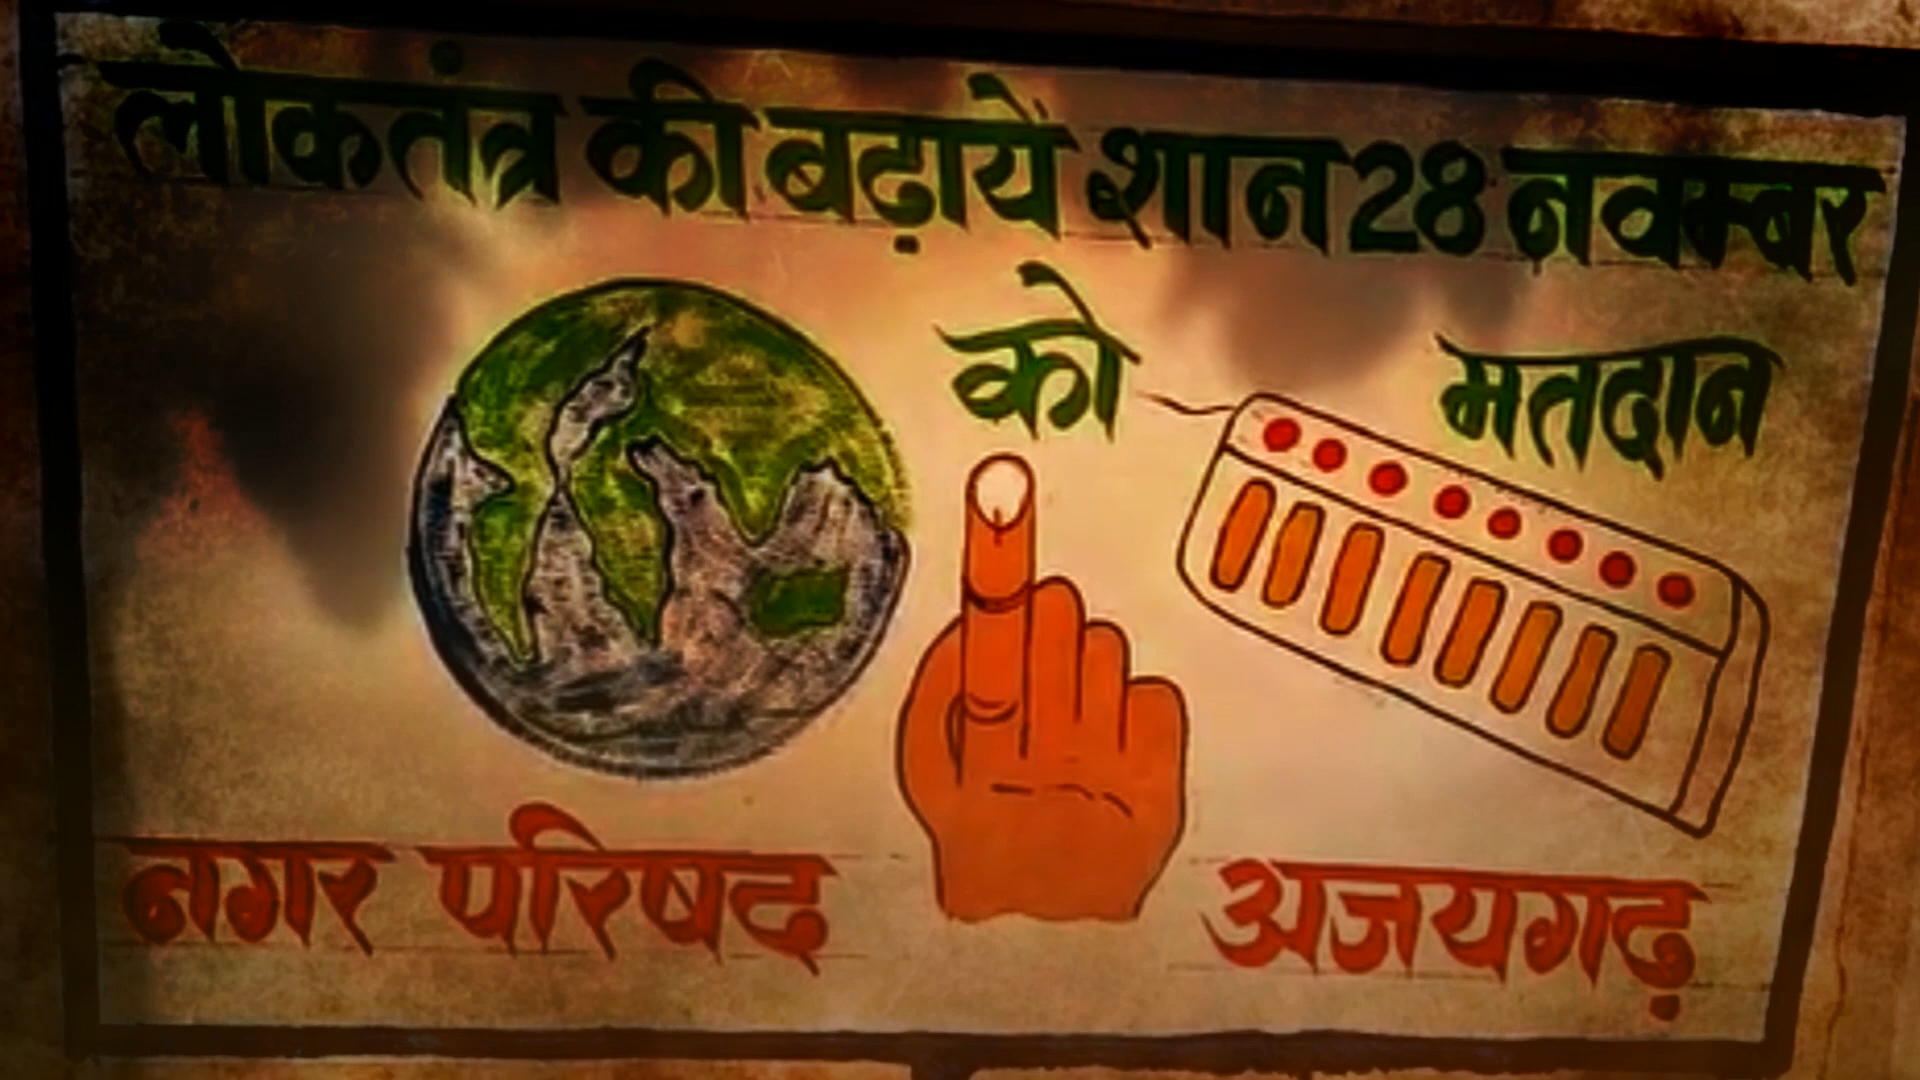 लोकतंत्र की बढ़ायें शान 28 नवम्बर
को मतदान
नगर परिषद अजयगढ़